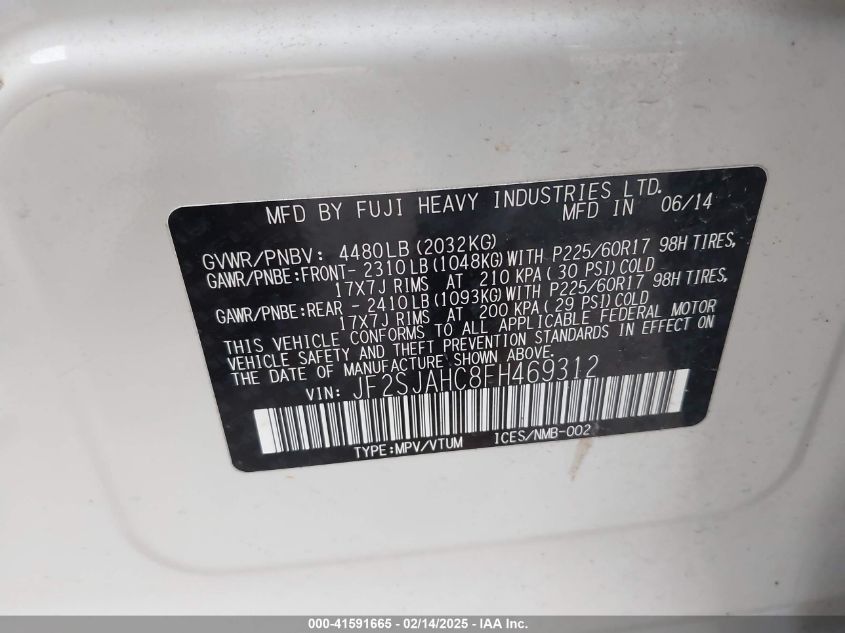 MFD BY FUJI HEAVY INDUSTRIES LTD.
MFD IN 06/14
GVWR/PNBV: 4480LB (2032KG)
GAWR/PNBE:FRONT- 2310LB (1048KG) WITH P225/60R17 98H TIRES,
17X7J RIMS AT 210 KPA ( 30 PSI) COLD
GAWR/PNBE:REAR - 2410LB (1093KG) WITH P225/60R17 98H TIRES,
17X7J RIMS AT 200 KPA ( 29 PSI) COLD
THIS VEHICLE CONFORMS TO ALL APPLICABLE FEDERAL MOTOR
VEHICLE SAFETY AND THEFT PREVENTION STANDARDS IN EFFECT ON
THE DATE OF MANUFACTURE SHOWN ABOVE.
VIN: JF2SJAHC8FH469312
TYPE:MPV/VTUM ICES/NMB-002
000-41591665 - 02/14/2025 - IAA Inc.